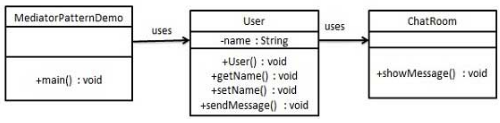 MediatorPatternDemo
+main() : void
uses
User
-name : String
+User() : void
+getName() : void
+setName() : void
+sendMessage() : void
uses
ChatRoom
+showMessage() : void